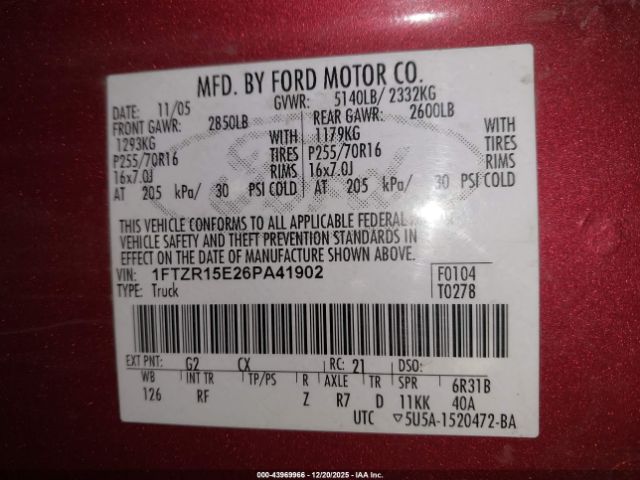 MFD. BY FORD MOTOR CO.
DATE: 11/05 GVWR: 5140LB/ 2332KG
FRONT GAWR: 2850LB REAR GAWR: 2600LB
1293KG WITH 1179KG WITH
P255/70R16 TIRES P255/70R16 TIRES
16x7.0J RIMS 16x7.0J RIMS
AT 205 kPa/ 30 PSI COLD AT 205 kPa/ 30 PSI COLD
THIS VEHICLE CONFORMS TO ALL APPLICABLE FEDERAL MOTOR
VEHICLE SAFETY AND THEFT PREVENTION STANDARDS IN
EFFECT ON THE DATE OF MANUFACTURE SHOWN ABOVE.
VIN: 1FTZR15E26PA41902 F0104
TYPE: Truck T0278
EXT PNT: G2 CX RC: 21 DSO:
WB INT TR TP/PS R AXLE TR SPR 6R31B
126 RF Z R7 D 11KK 40A
UTC ▽5U5A-1520472-BA
000-43969966 - 12/20/2025 - IAA Inc.